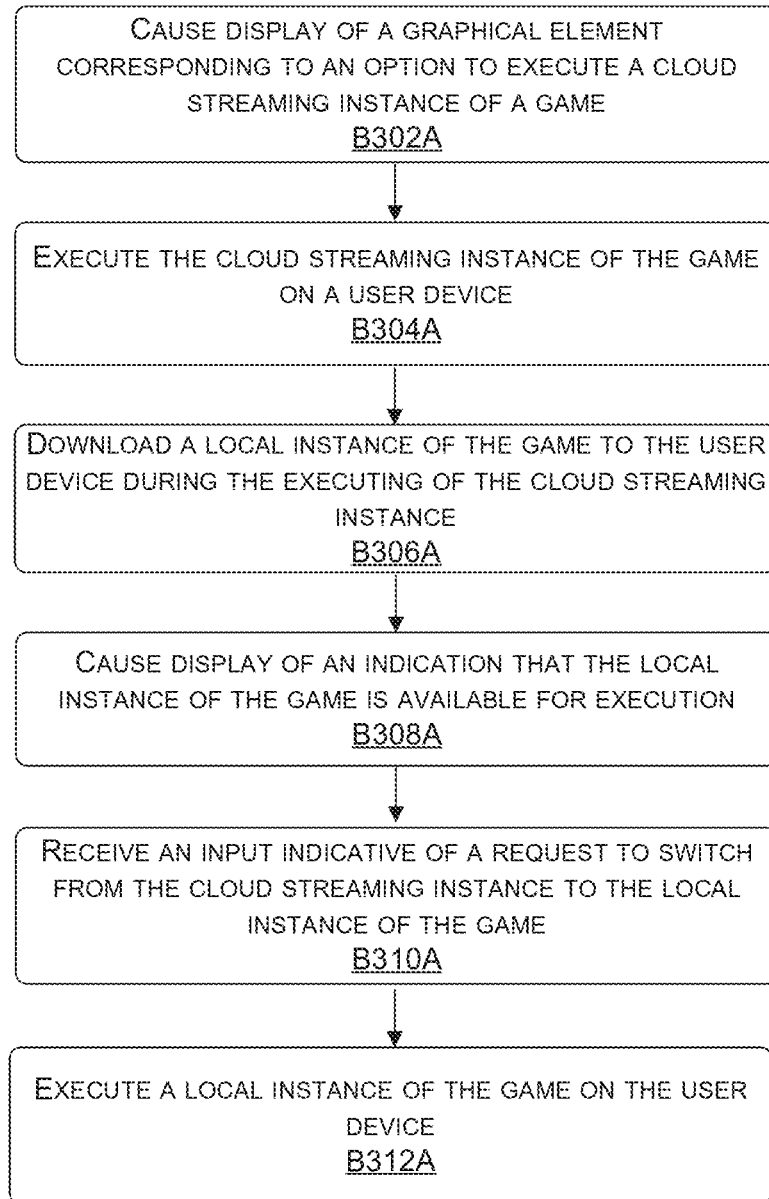 CAUSE DISPLAY OF A GRAPHICAL ELEMENT
CORRESPONDING TO AN OPTION TO EXECUTE A CLOUD
STREAMING INSTANCE OF A GAME
B302A
EXECUTE THE CLOUD STREAMING INSTANCE OF THE GAME
ON A USER DEVICE
B304A
DOWNLOAD A LOCAL INSTANCE OF THE GAME TO THE USER
DEVICE DURING THE EXECUTING OF THE CLOUD STREAMING
INSTANCE
B306A
CAUSE DISPLAY OF AN INDICATION THAT THE LOCAL
INSTANCE OF THE GAME IS AVAILABLE FOR EXECUTION
B308A
RECEIVE AN INPUT INDICATIVE OF A REQUEST TO SWITCH
FROM THE CLOUD STREAMING INSTANCE TO THE LOCAL
INSTANCE OF THE GAME
B310A
EXECUTE A LOCAL INSTANCE OF THE GAME ON THE USER
DEVICE
B312A